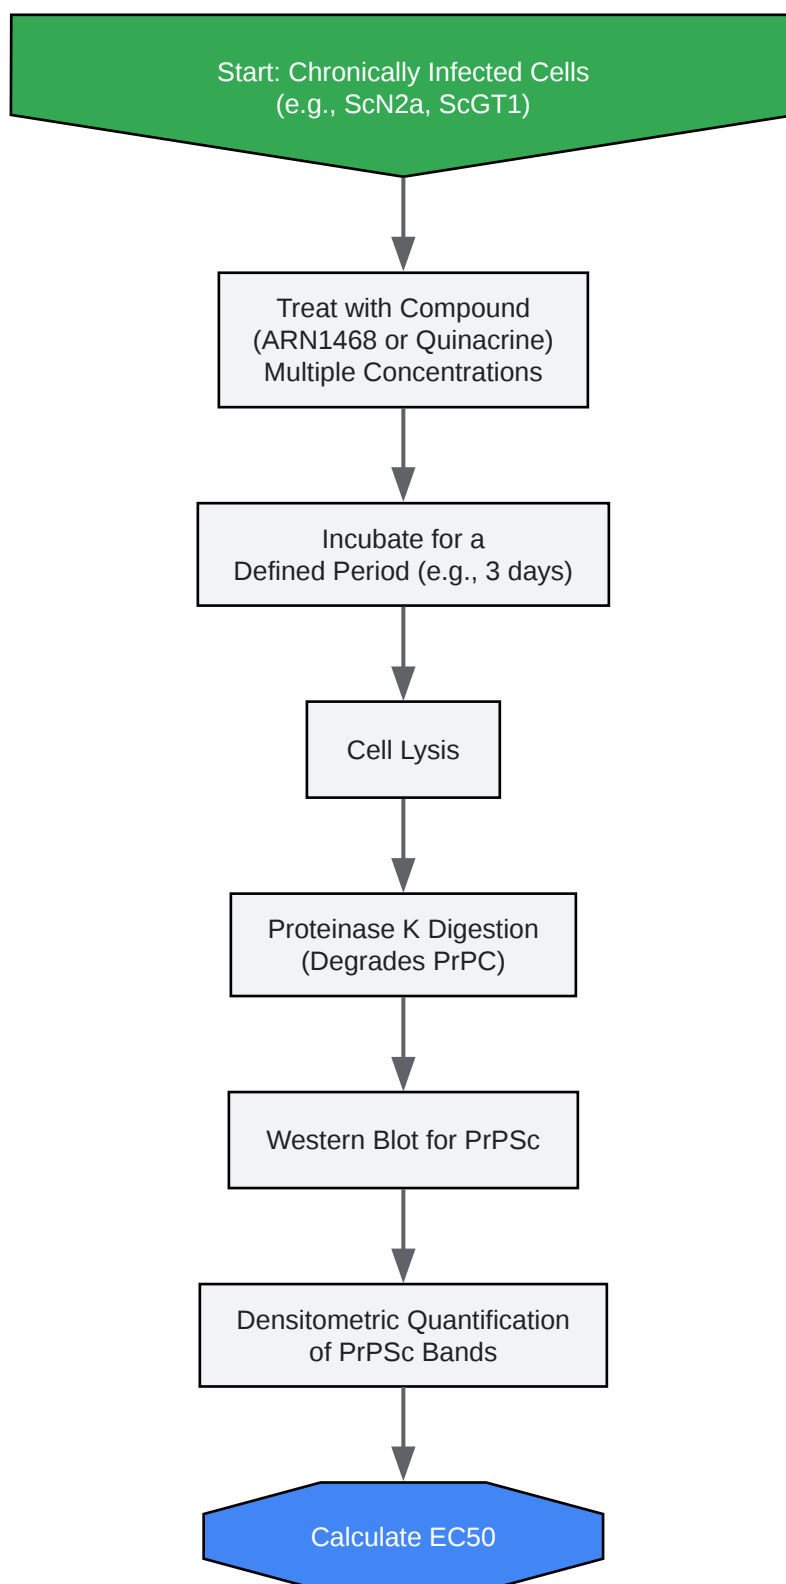 Start: Chronically Infected Cells
(e.g., ScN2a, ScGT1)
Treat with Compound
(ARN1468 or Quinacrine)
Multiple Concentrations
Incubate for a
Defined Period (e.g., 3 days)
Cell Lysis
Proteinase K Digestion
(Degrades PrPC)
Western Blot for PrPSc
Densitometric Quantification
of PrPSc Bands
Calculate EC50